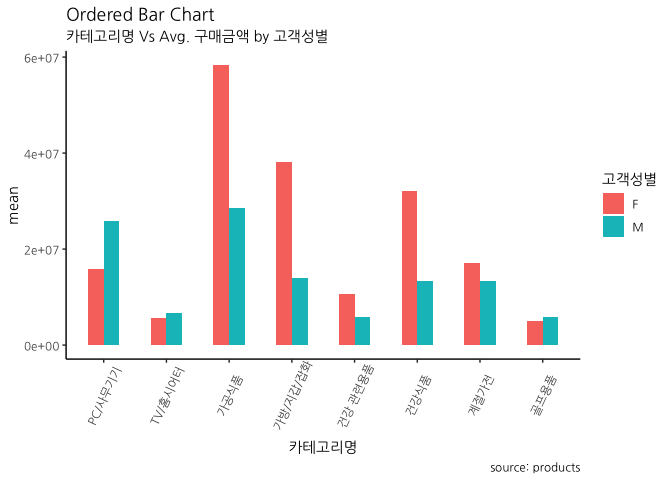 Ordered Bar Chart
카테고리명 Vs Avg. 구매금액 by 고객성별
6e+07
4e+07
2e+07
0e+00
mean
PC/사무기기
TV/홈시어터
가공식품
가방/지갑/잡화
건강 관련용품
건강식품
계절가전
골프용품
카테고리명
고객성별
F
M
source: products